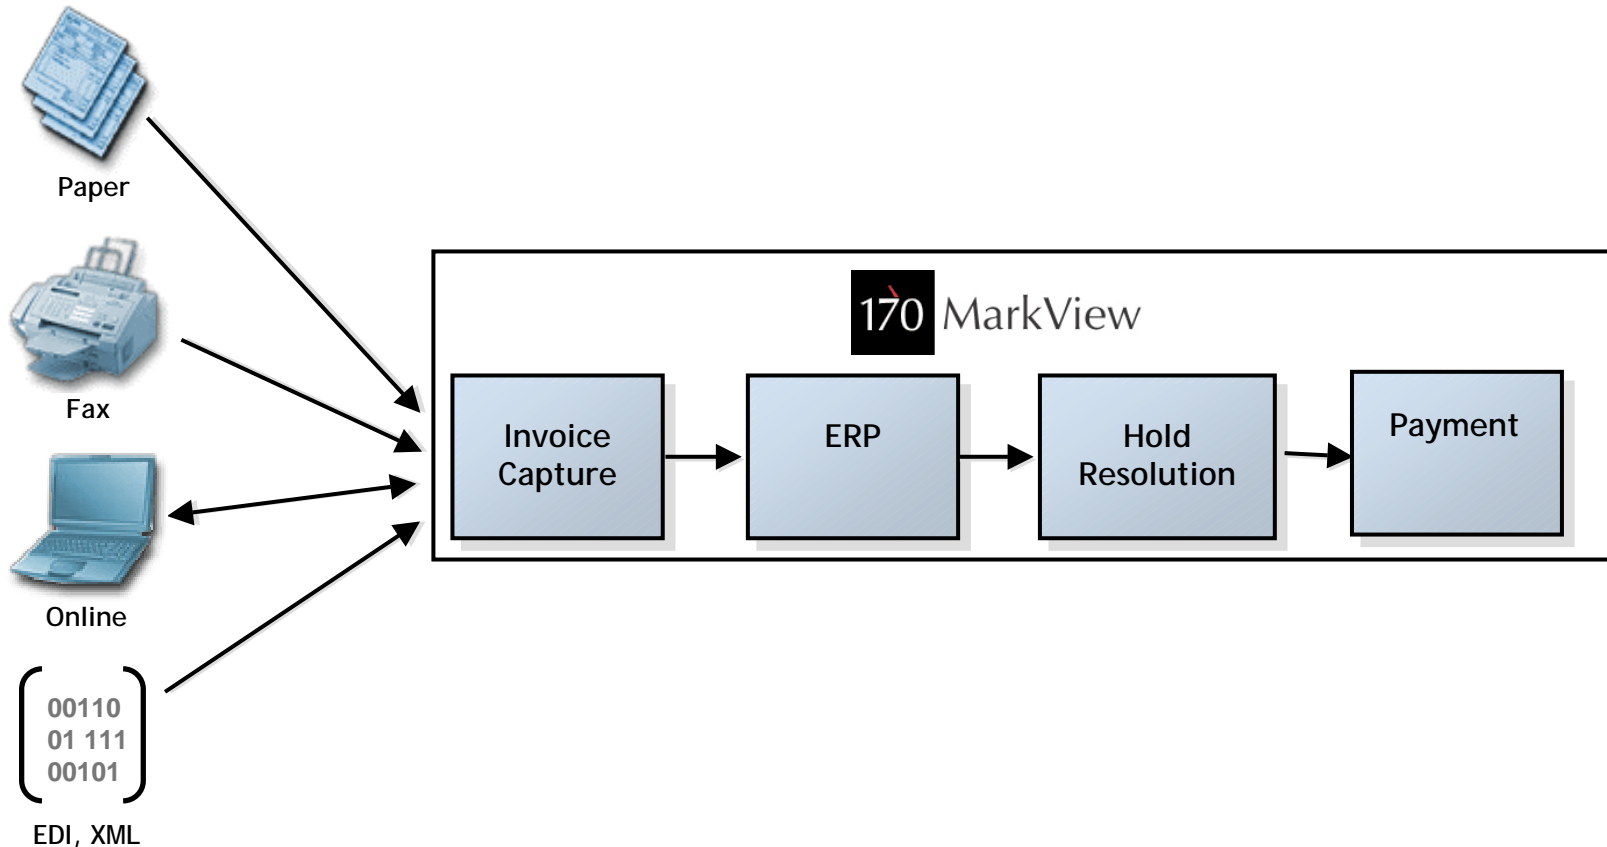 Paper
Fax
Online
00110
01 111
00101
EDI, XML
170 MarkView
Invoice
Capture
ERP
Hold
Resolution
Payment